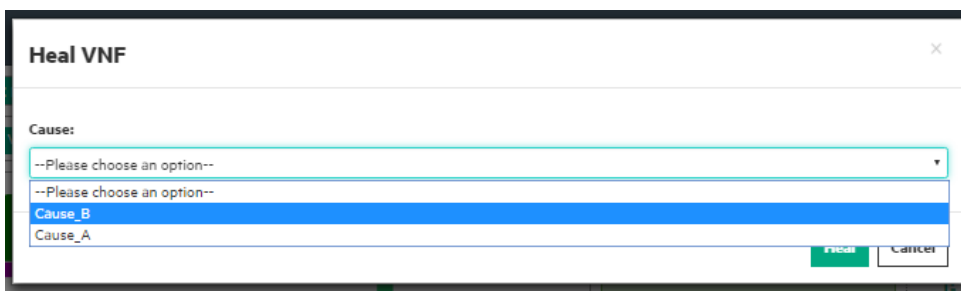 Heal VNF
×
Cause:
--Please choose an option--
--Please choose an option--
Cause_B
Cause_A
Heal Cancel